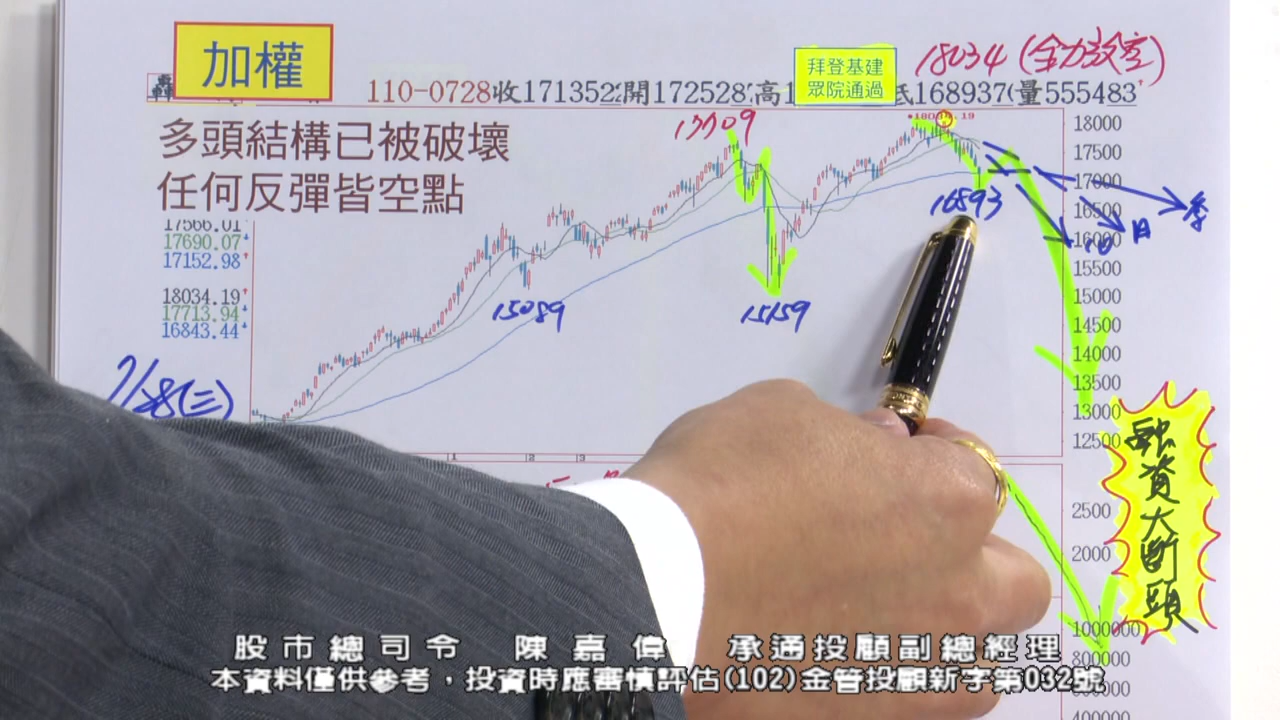 加權
拜登基建
眾院通過
18034 (全力放空)
110-0728收171352開172528高1 低168937(量555483
多頭結構已被破壞
任何反彈皆空點
17566.01
17690.07
17152.98
18034.19
17713.94
16843.44
7/28(三)
15089
15159
18034.19
16893
季
月
10
18000
17500
17000
16500
16000
15500
15000
14500
14000
13500
13000
12500
1
2
3
2500
2000
1000000
800000
400000
融資大斷頭
股市總司令 陳嘉偉 承通投顧副總經理
本資料僅供參考，投資時應審慎評估(102)金管投顧新字第032號